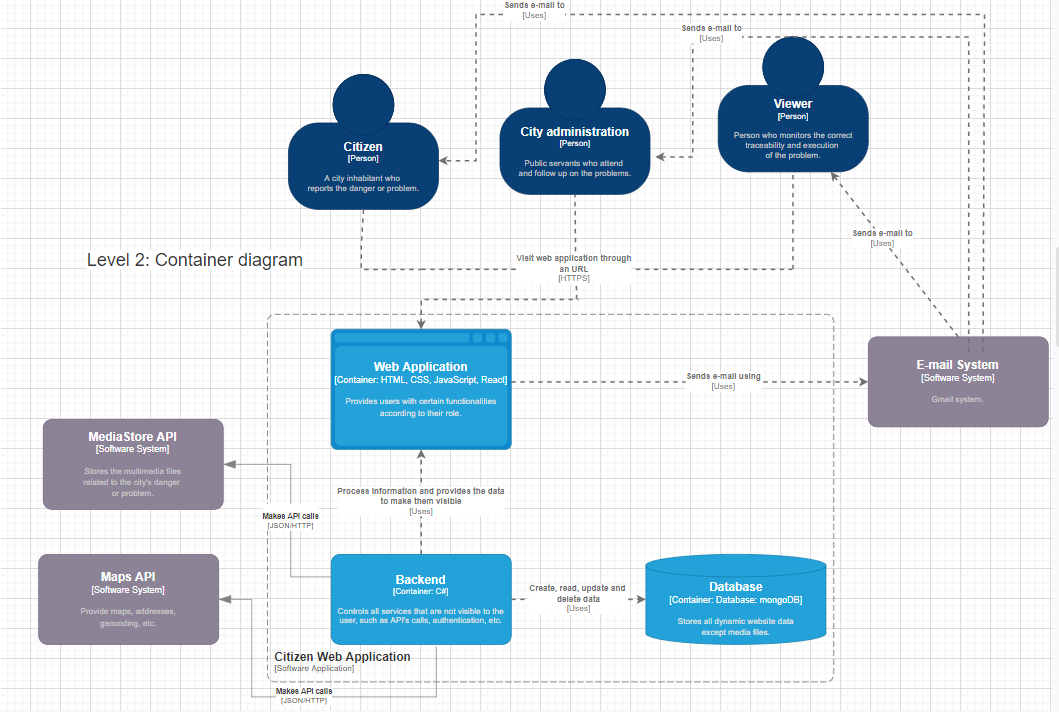 Sends e-mail to
[Uses]
Sends e-mail to
[Uses]
Citizen
[Person]
A city inhabitant who
reports the danger or problem.
City administration
[Person]
Public servants who attend
and follow up on the problems.
Viewer
[Person]
Person who monitors the correct
traceability and execution
of the problem.
Sends e-mail to
[Uses]
Level 2: Container diagram
Visit web application through
an URL
[HTTPS]
Web Application
[Container: HTML, CSS, JavaScript, React]
Provides users with certain functionalities
according to their role.
Sends e-mail using
[Uses]
E-mail System
[Software System]
Gmail system.
MediaStore API
[Software System]
Stores the multimedia files
related to the city's danger
or problem.
Process information and provides the data
to make them visible
[Uses]
Makes API calls
[JSON/HTTP]
Maps API
[Software System]
Provide maps, addresses,
geocoding, etc.
Backend
[Container: C#]
Controls all services that are not visible to the
user, such as API's calls, authentication, etc.
Create, read, update and
delete data
[Uses]
Database
[Container: Database: mongoDB]
Stores all dynamic website data
except media files.
Citizen Web Application
[Software Application]
Makes API calls
[JSON/HTTP]